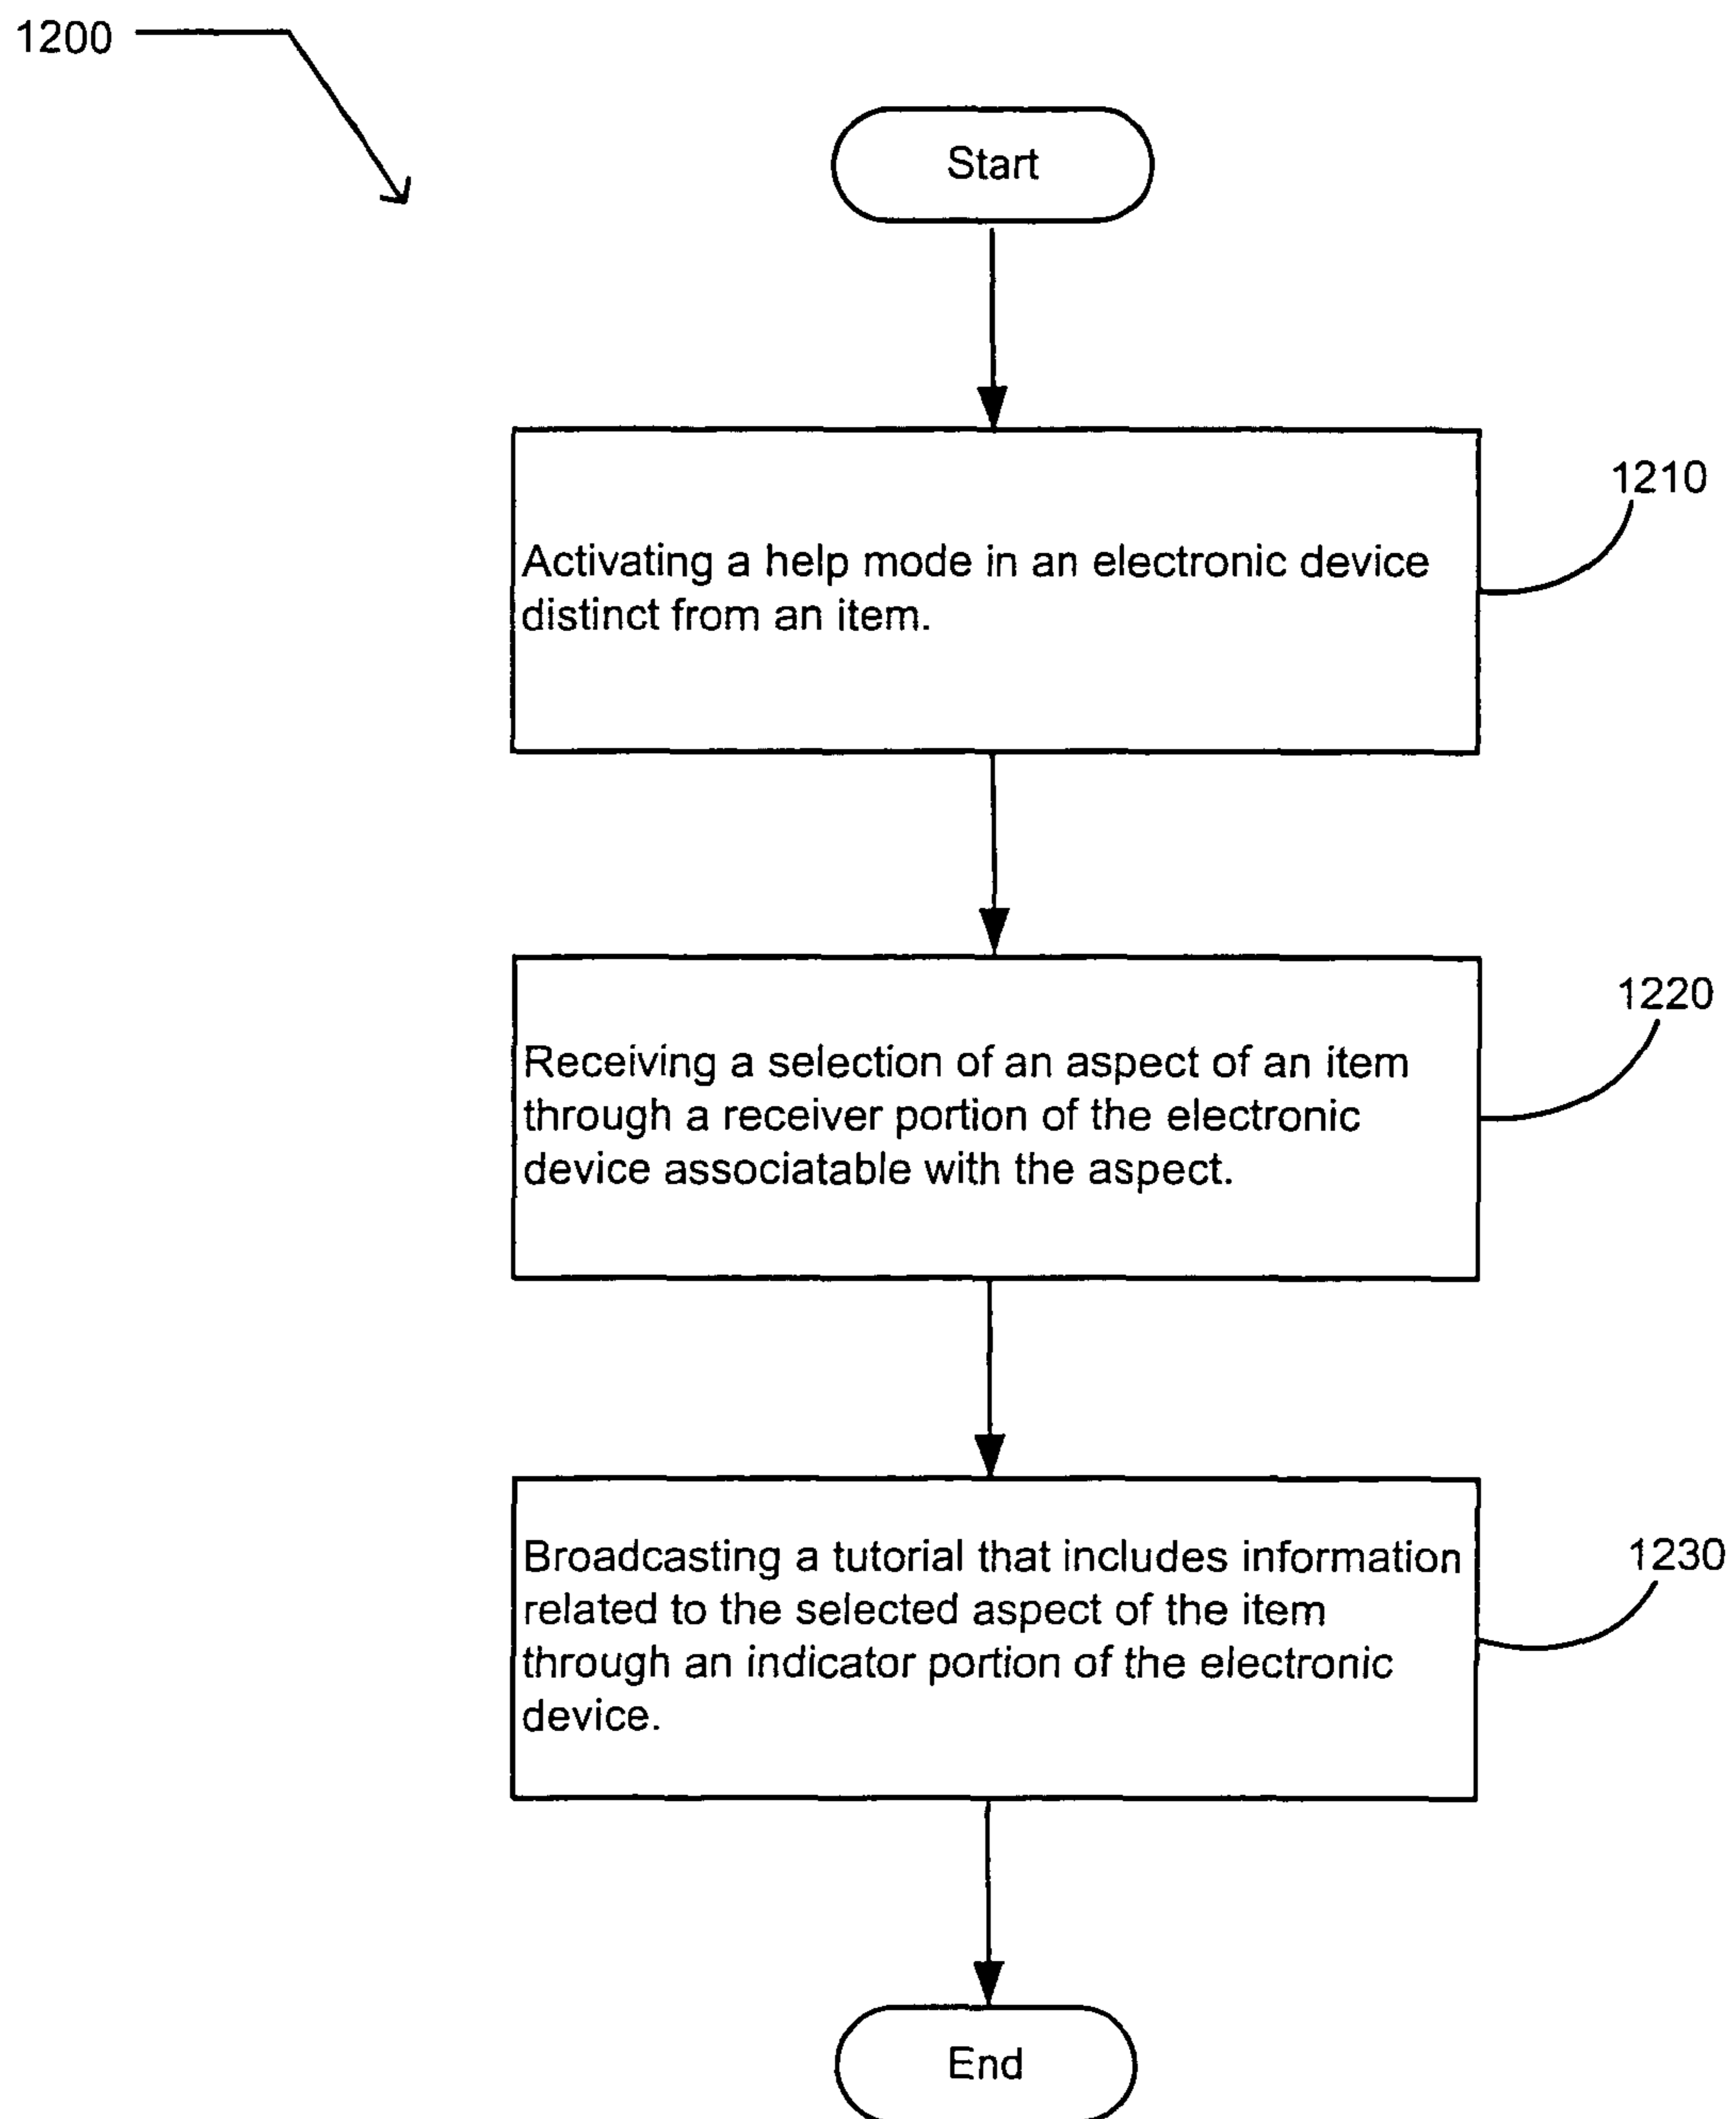 1200
Start
Activating a help mode in an electronic device
distinct from an item.
1210
Receiving a selection of an aspect of an item
through a receiver portion of the electronic
device associatable with the aspect.
1220
Broadcasting a tutorial that includes information
related to the selected aspect of the item
through an indicator portion of the electronic
device.
1230
End